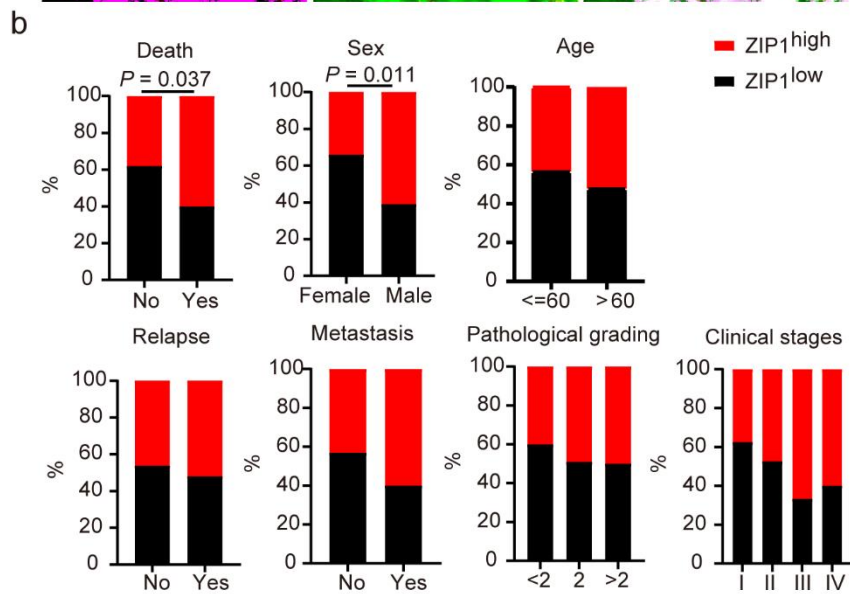 b
Death
Sex
Age
ZIP1high
ZIP1low
P = 0.037
P = 0.011
%
100
80
60
40
20
0
No Yes
%
100
80
60
40
20
0
Female Male
%
100
80
60
40
20
0
<=60 >60
Relapse
Metastasis
Pathological grading
Clinical stages
%
100
80
60
40
20
0
No Yes
%
100
80
60
40
20
0
No Yes
%
100
80
60
40
20
0
<2 2 >2
%
100
80
60
40
20
0
I II III IV